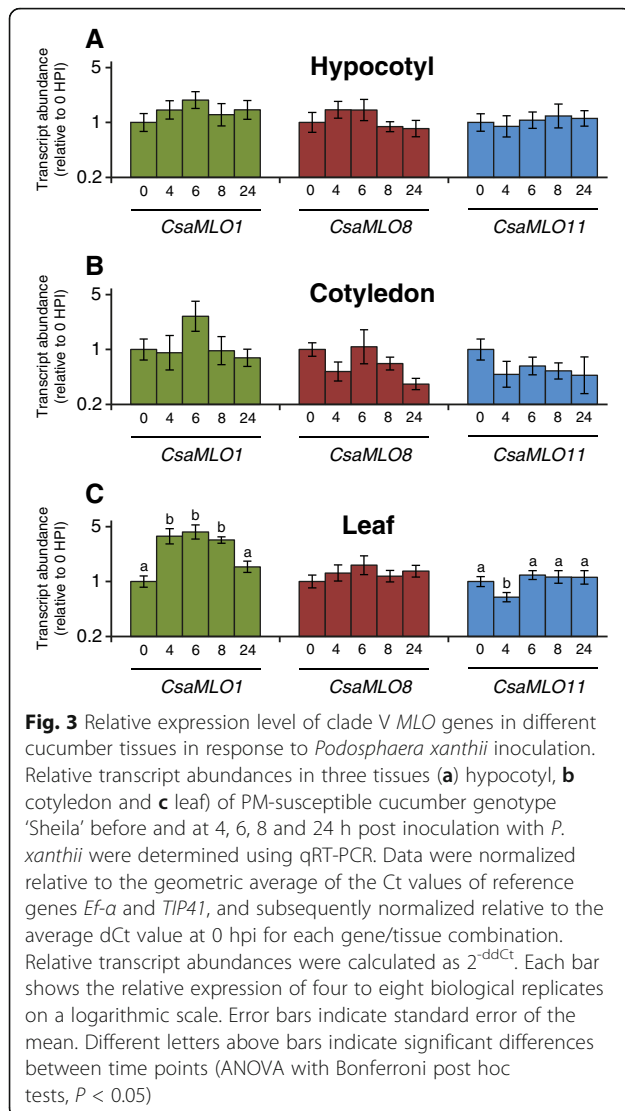 A
Hypocotyl
Transcript abundance
(relative to 0 HPI)
5
1
0.2
0 4 6 8 24 0 4 6 8 24 0 4 6 8 24
CsaMLO1 CsaMLO8 CsaMLO11
B
Cotyledon
Transcript abundance
(relative to 0 HPI)
5
1
0.2
0 4 6 8 24 0 4 6 8 24 0 4 6 8 24
CsaMLO1 CsaMLO8 CsaMLO11
C
Leaf
Transcript abundance
(relative to 0 HPI)
5
1
0.2
a b b b a a b a a a
0 4 6 8 24 0 4 6 8 24 0 4 6 8 24
CsaMLO1 CsaMLO8 CsaMLO11
Fig. 3 Relative expression level of clade V MLO genes in different
cucumber tissues in response to Podosphaera xanthii inoculation.
Relative transcript abundances in three tissues (a) hypocotyl, b
cotyledon and c leaf) of PM-susceptible cucumber genotype
‘Sheila’ before and at 4, 6, 8 and 24 h post inoculation with P.
xanthii were determined using qRT-PCR. Data were normalized
relative to the geometric average of the Ct values of reference
genes Ef-a and TIP41, and subsequently normalized relative to the
average dCt value at 0 hpi for each gene/tissue combination.
Relative transcript abundances were calculated as 2^-ddCt. Each bar
shows the relative expression of four to eight biological replicates
on a logarithmic scale. Error bars indicate standard error of the
mean. Different letters above bars indicate significant differences
between time points (ANOVA with Bonferroni post hoc
tests, P < 0.05)